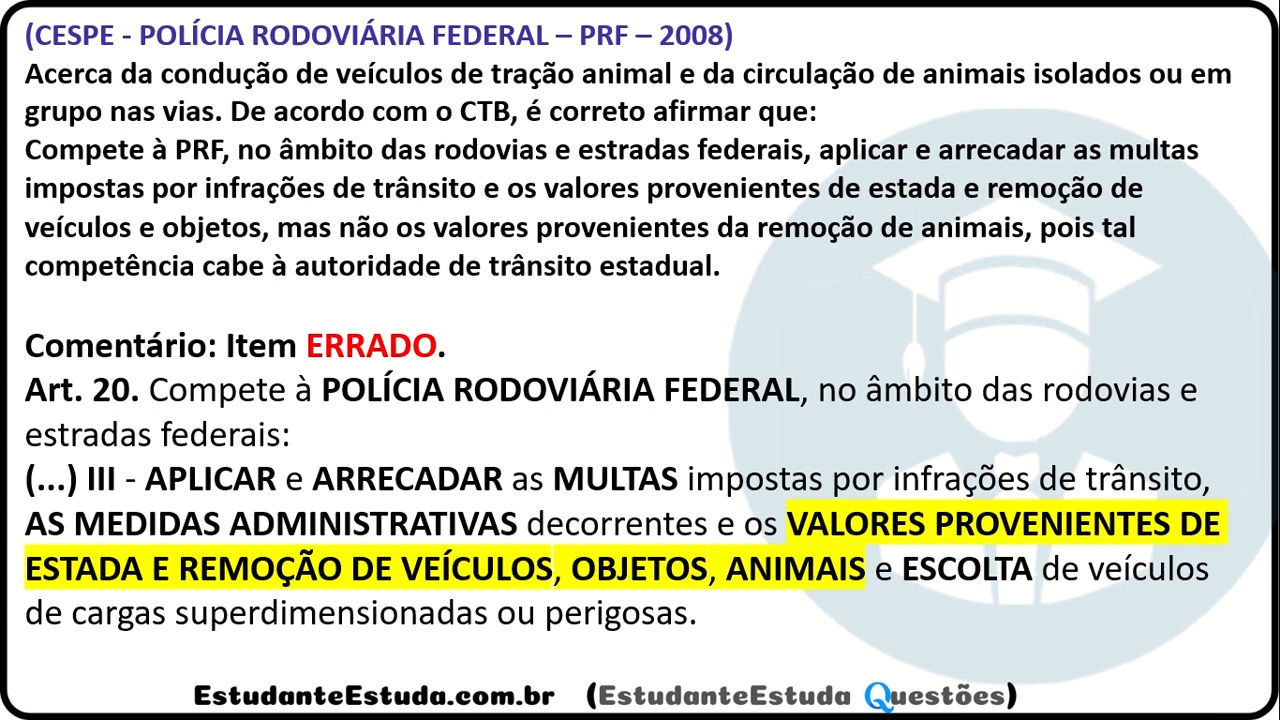 (CESPE - POLÍCIA RODOVIÁRIA FEDERAL – PRF – 2008)
Acerca da condução de veículos de tração animal e da circulação de animais isolados ou em
grupo nas vias. De acordo com o CTB, é correto afirmar que:
Compete à PRF, no âmbito das rodovias e estradas federais, aplicar e arrecadar as multas
impostas por infrações de trânsito e os valores provenientes de estada e remoção de
veículos e objetos, mas não os valores provenientes da remoção de animais, pois tal
competência cabe à autoridade de trânsito estadual.
Comentário: Item ERRADO.
Art. 20. Compete à POLÍCIA RODOVIÁRIA FEDERAL, no âmbito das rodovias e
estradas federais:
(...) III - APLICAR e ARRECADAR as MULTAS impostas por infrações de trânsito,
AS MEDIDAS ADMINISTRATIVAS decorrentes e os VALORES PROVENIENTES DE
ESTADA E REMOÇÃO DE VEÍCULOS, OBJETOS, ANIMAIS e ESCOLTA de veículos
de cargas superdimensionadas ou perigosas.
EstudanteEstuda.com.br (EstudanteEstuda Questões)